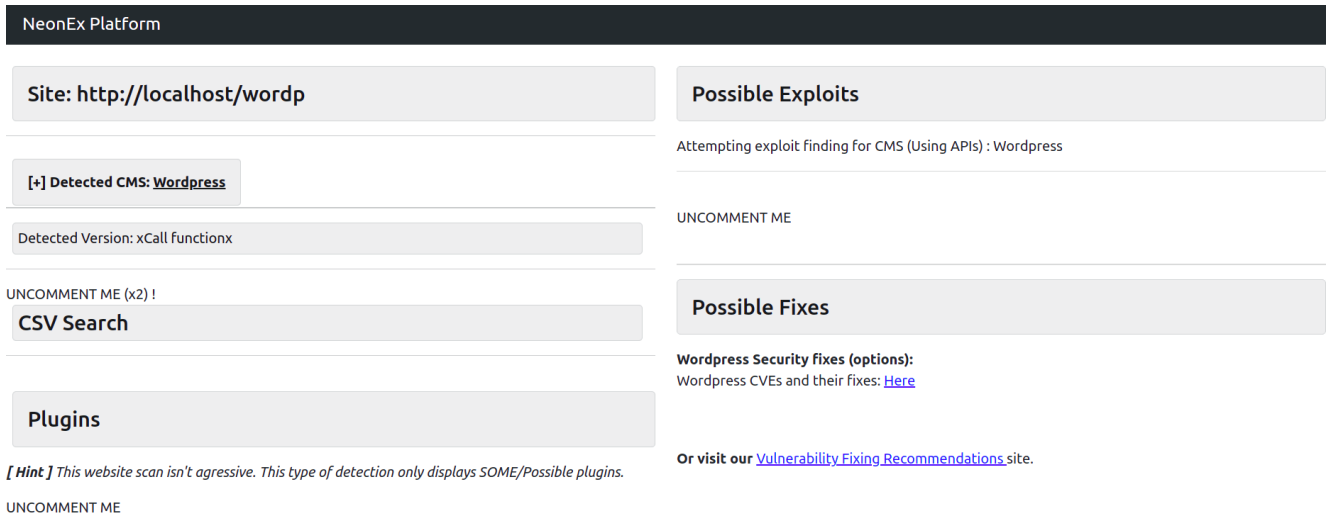 NeonEx Platform
Site: http://localhost/wordp
[+] Detected CMS: Wordpress
Detected Version: xCall functionx
UNCOMMENT ME (x2) !
CSV Search
Plugins
[ Hint ] This website scan isn't agressive. This type of detection only displays SOME/Possible plugins.
UNCOMMENT ME
Possible Exploits
Attempting exploit finding for CMS (Using APIs) : Wordpress
UNCOMMENT ME
Possible Fixes
Wordpress Security fixes (options):
Wordpress CVEs and their fixes: Here
Or visit our Vulnerability Fixing Recommendations site.